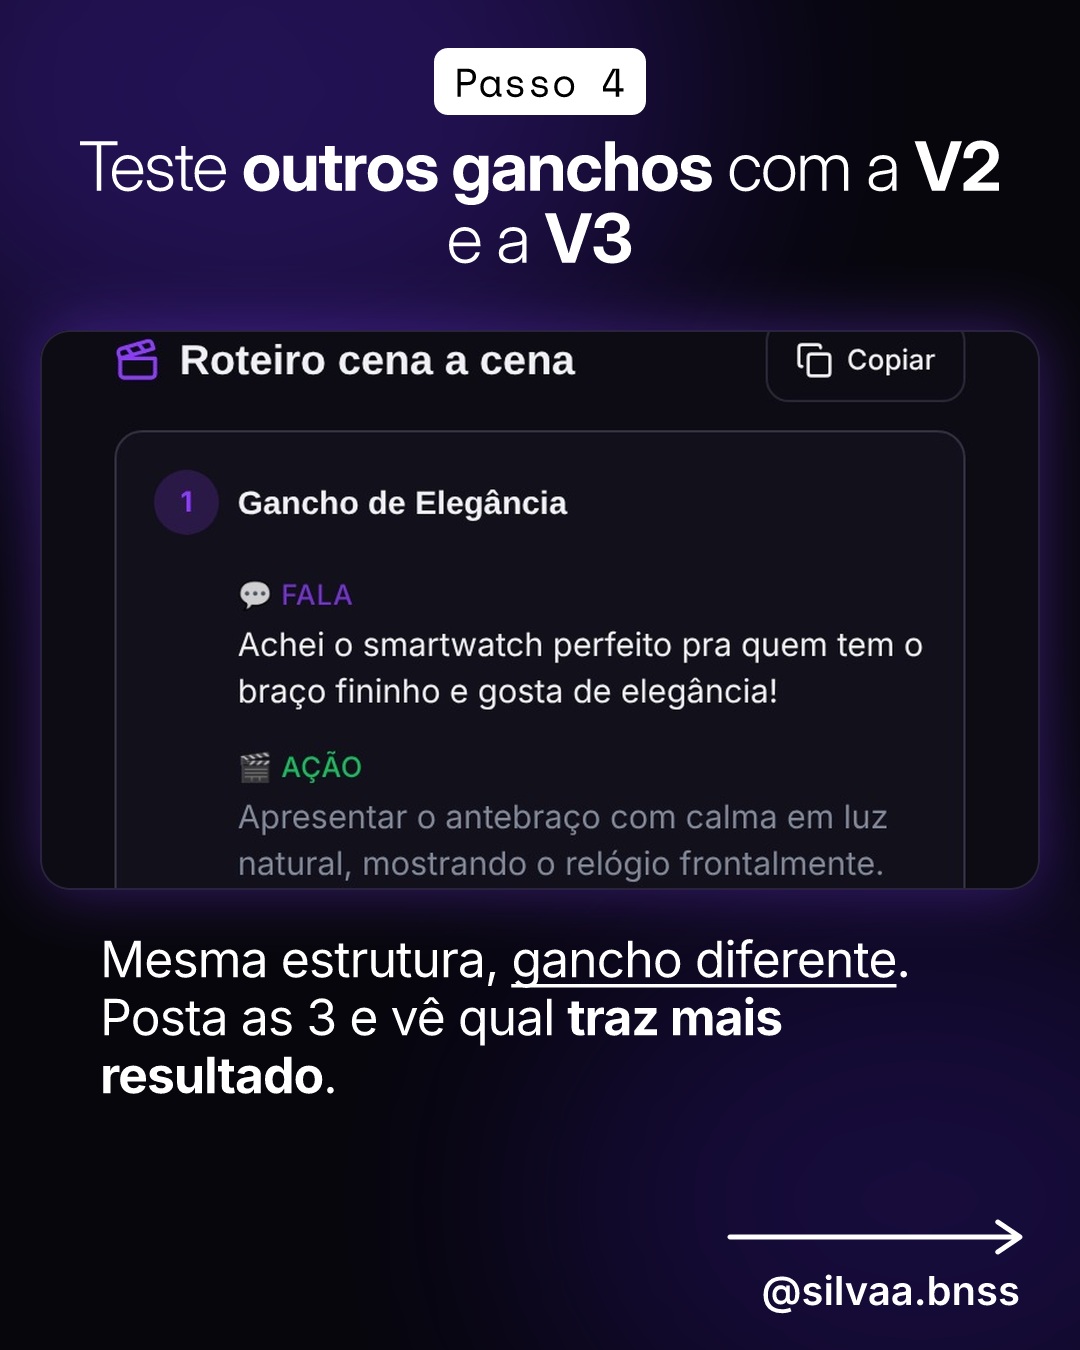 Passo 4
Teste outros ganchos com a V2
e a V3
Roteiro cena a cena
Copiar
1
Gancho de Elegância
FALA
Achei o smartwatch perfeito pra quem tem o
braço fininho e gosta de elegância!
AÇÃO
Apresentar o antebraço com calma em luz
natural, mostrando o relógio frontalmente.
Mesma estrutura, gancho diferente.
Posta as 3 e vê qual traz mais
resultado.
@silvaa.bnss